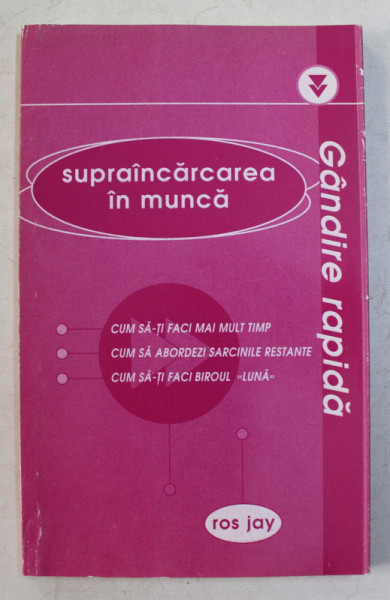 Gândire rapidă
supraîncărcarea
în muncă
CUM SĂ-ȚI FACI MAI MULT TIMP
CUM SĂ ABORDEZI SARCINILE RESTANTE
CUM SĂ-ȚI FACI BIROUL «LUNĂ»
ros jay